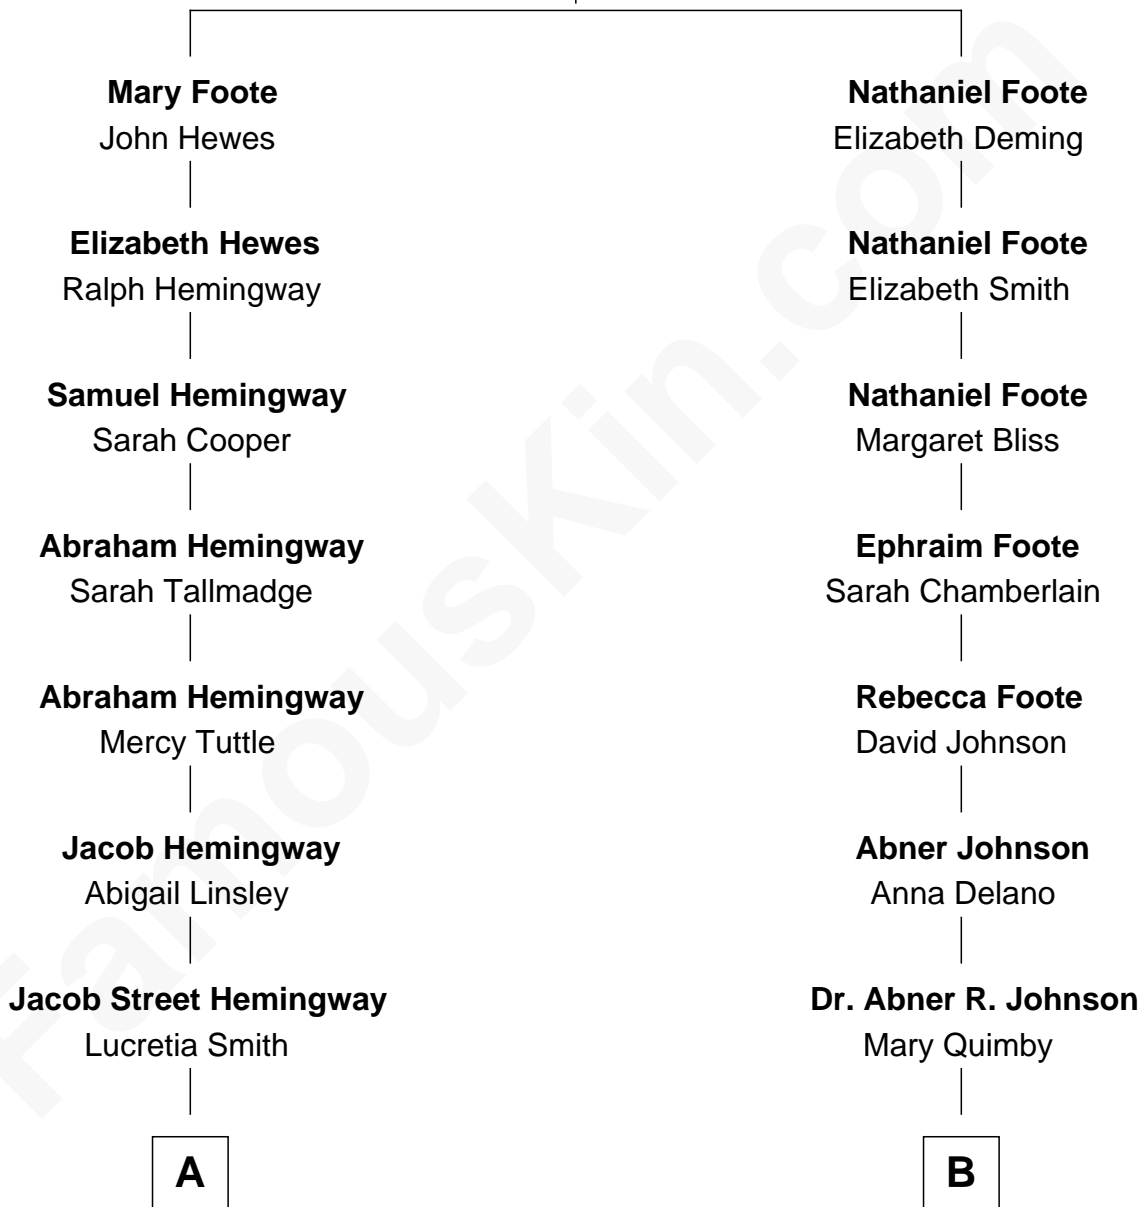 Mary Foote
John Hewes
Nathaniel Foote
Elizabeth Deming
Elizabeth Hewes
Ralph Hemingway
Nathaniel Foote
Elizabeth Smith
Samuel Hemingway
Sarah Cooper
Nathaniel Foote
Margaret Bliss
Abraham Hemingway
Sarah Tallmadge
Ephraim Foote
Sarah Chamberlain
Abraham Hemingway
Mercy Tuttle
Rebecca Foote
David Johnson
Jacob Hemingway
Abigail Linsley
Abner Johnson
Anna Delano
Jacob Street Hemingway
Lucretia Smith
Dr. Abner R. Johnson
Mary Quimby
A
B
FamousKin.com